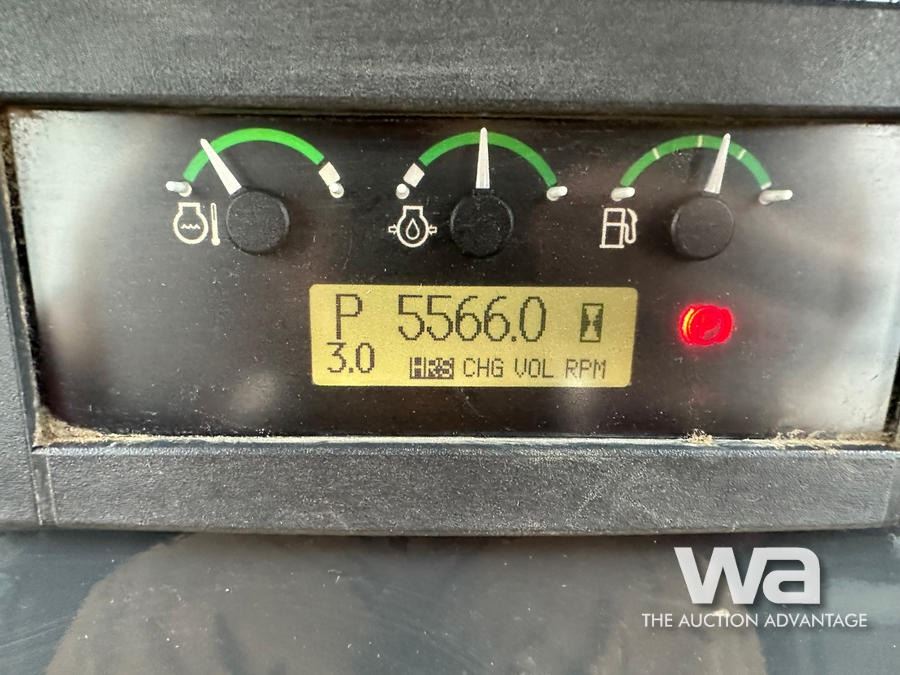 P 5566.0
3.0 HRS CHG VOL RPM
wa
THE AUCTION ADVANTAGE